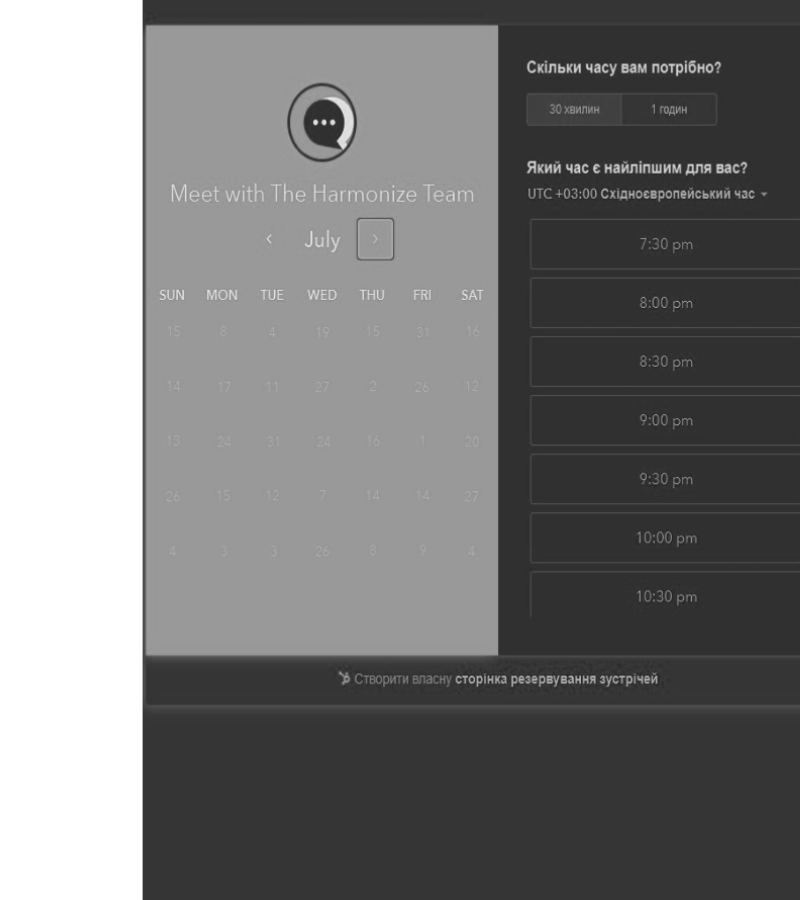 Meet with The Harmonize Team
July
SUN MON TUE WED THU FRI SAT
15 8 4 19 15 31 16
14 17 11 27 2 26 12
13 24 31 24 16 1 20
26 15 12 7 14 14 27
4 3 3 26 8 9 4
Скільки часу вам потрібно?
30 хвилин 1 годин
Який час є найліпшим для вас?
UTC +03:00 Східноєвропейський час
7:30 pm
8:00 pm
8:30 pm
9:00 pm
9:30 pm
10:00 pm
10:30 pm
Створити власну сторінка резервування зустрічей